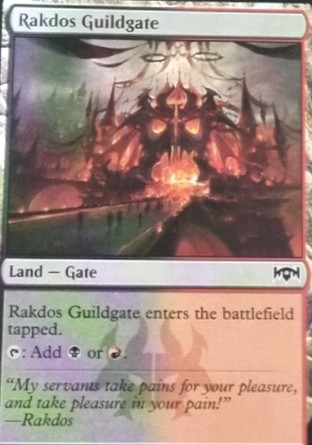 Rakdos Guildgate
Land — Gate
Rakdos Guildgate enters the battlefield
tapped.
: Add or .
“My servants take pains for your pleasure,
and take pleasure in your pain!”
—Rakdos